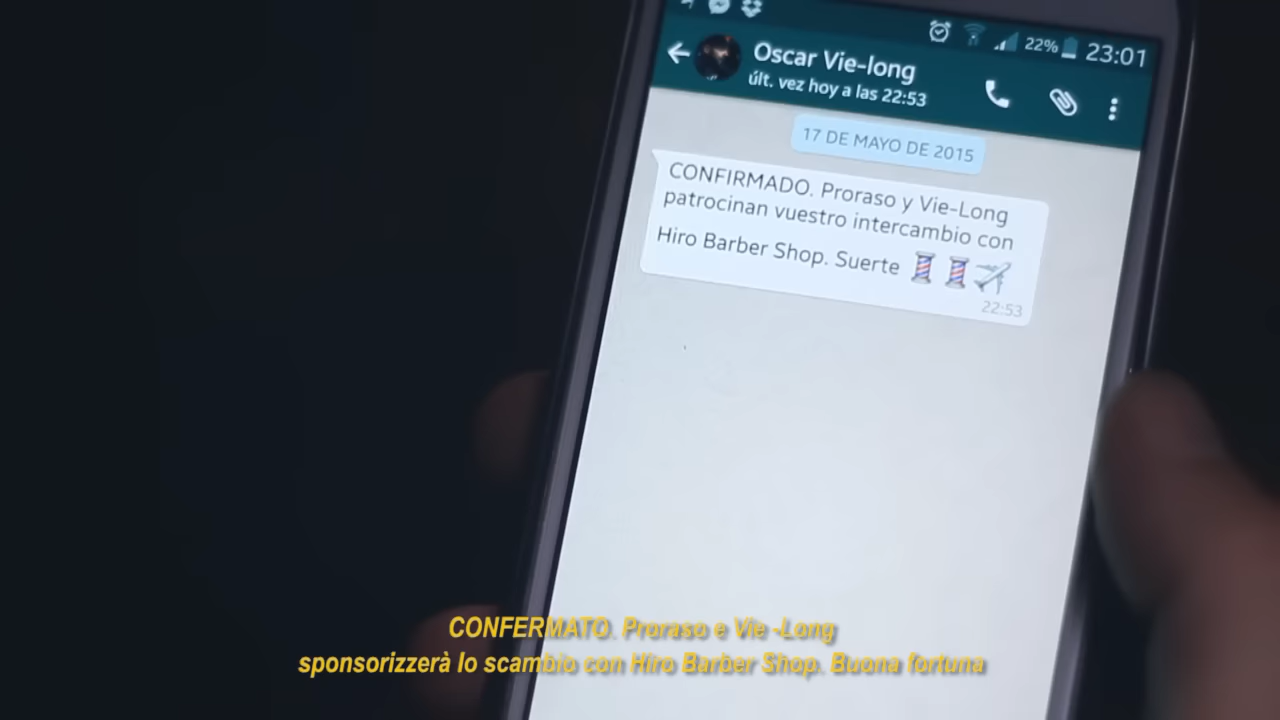 22% 23:01
Oscar Vie-long
últ. vez hoy a las 22:53
17 DE MAYO DE 2015
CONFIRMADO. Proraso y Vie-Long
patrocinan vuestro intercambio con
Hiro Barber Shop. Suerte 💈💈✈
22:53
CONFERMATO. Proraso e Vie -Long
sponsorizzerà lo scambio con Hiro Barber Shop. Buona fortuna